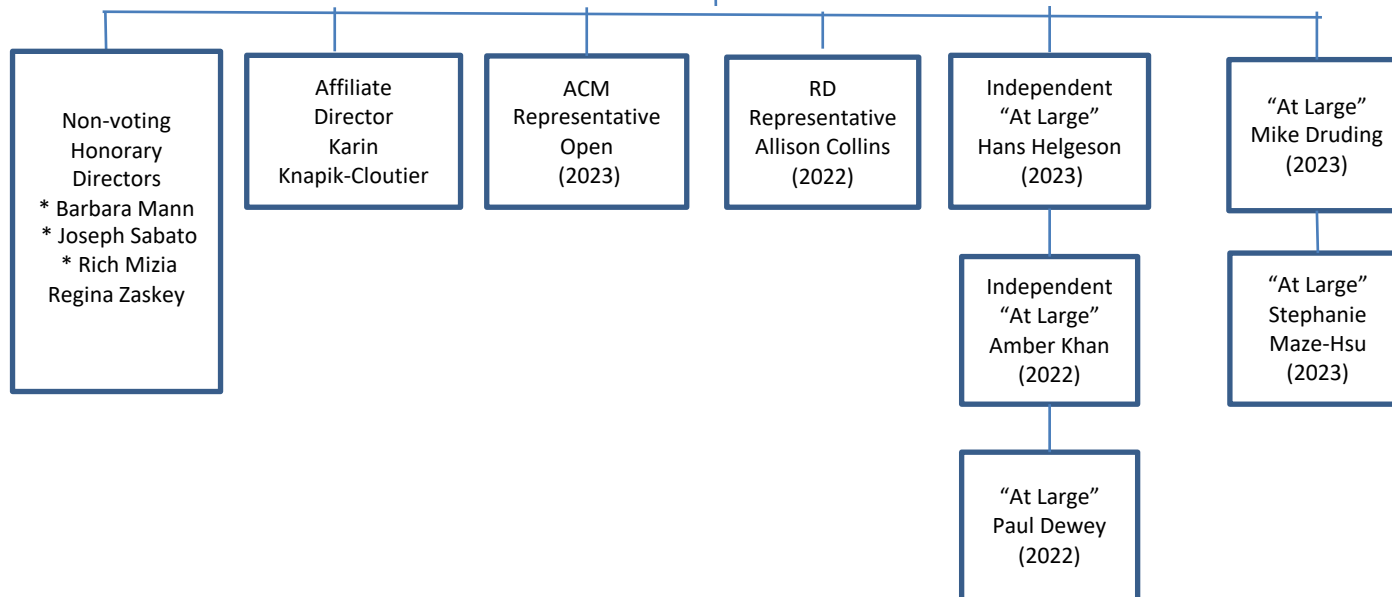 Non-voting
Honorary
Directors
* Barbara Mann
* Joseph Sabato
* Rich Mizia
Regina Zaskey
Affiliate
Director
Karin
Knapik-Cloutier
ACM
Representative
Open
(2023)
RD
Representative
Allison Collins
(2022)
Independent
“At Large”
Hans Helgeson
(2023)
“At Large”
Mike Druding
(2023)
Independent
“At Large”
Amber Khan
(2022)
“At Large”
Stephanie
Maze-Hsu
(2023)
“At Large”
Paul Dewey
(2022)